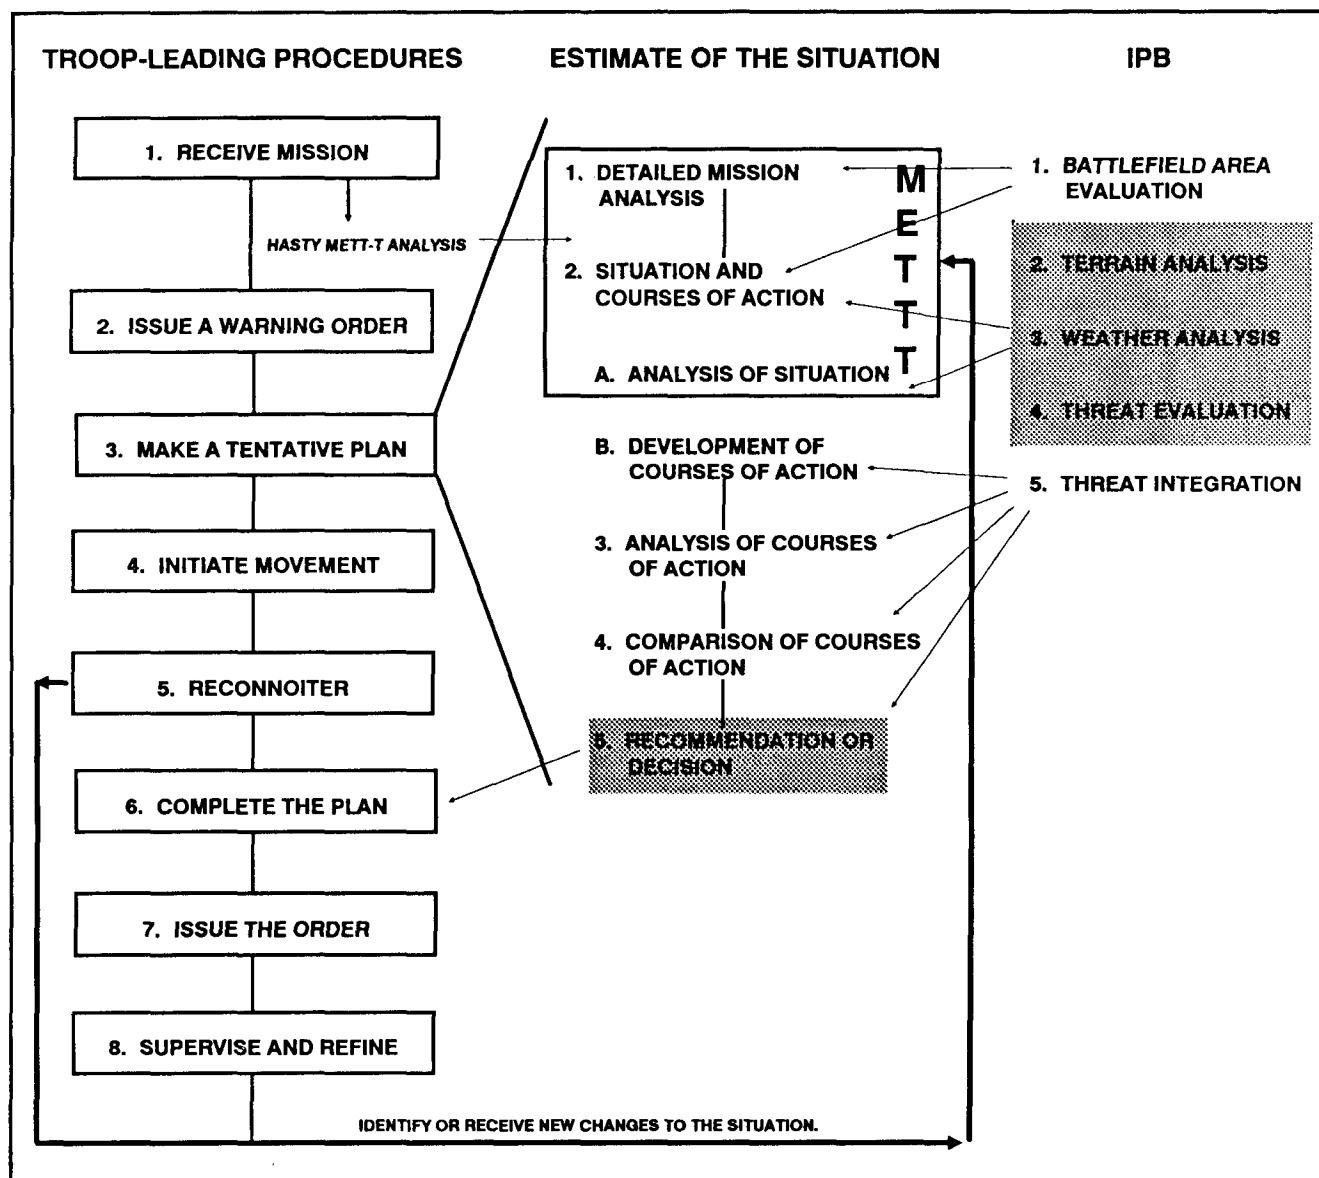 TROOP-LEADING PROCEDURES
1. RECEIVE MISSION
HASTY METT-T ANALYSIS
2. ISSUE A WARNING ORDER
3. MAKE A TENTATIVE PLAN
4. INITIATE MOVEMENT
5. RECONNOITER
6. COMPLETE THE PLAN
7. ISSUE THE ORDER
8. SUPERVISE AND REFINE
ESTIMATE OF THE SITUATION
1. DETAILED MISSION
ANALYSIS
2. SITUATION AND
COURSES OF ACTION
A. ANALYSIS OF SITUATION
M
E
T
T
T
B. DEVELOPMENT OF
COURSES OF ACTION
3. ANALYSIS OF COURSES
OF ACTION
4. COMPARISON OF COURSES
OF ACTION
5. RECOMMENDATION OR
DECISION
IPB
1. BATTLEFIELD AREA
EVALUATION
2. TERRAIN ANALYSIS
3. WEATHER ANALYSIS
4. THREAT EVALUATION
5. THREAT INTEGRATION
IDENTIFY OR RECEIVE NEW CHANGES TO THE SITUATION.